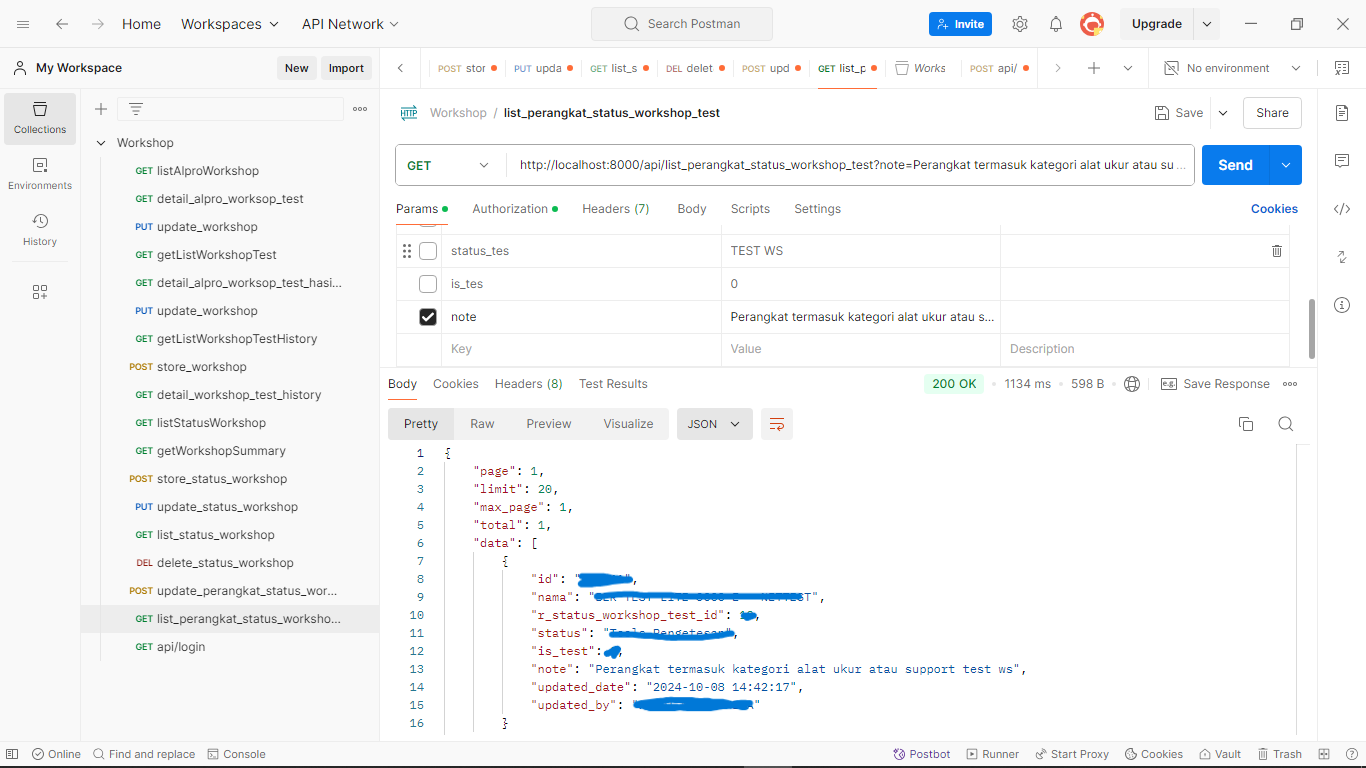 Home Workspaces API Network Search Postman Invite Upgrade
My Workspace New Import
POST stor PUT upda GET list_s DEL delet POST upd GET list_p Works POST api/ No environment
Collections
Environments
History
Workshop
GET listAlproWorkshop
GET detail_alpro_worksop_test
PUT update_workshop
GET getListWorkshopTest
GET detail_alpro_worksop_test_hasi...
PUT update_workshop
GET getListWorkshopTestHistory
POST store_workshop
GET detail_workshop_test_history
GET listStatusWorkshop
GET getWorkshopSummary
POST store_status_workshop
PUT update_status_workshop
GET list_status_workshop
DEL delete_status_workshop
POST update_perangkat_status_wor...
GET list_perangkat_status_worksho...
GET api/login
HTTP Workshop / list_perangkat_status_workshop_test Save Share
GET http://localhost:8000/api/list_perangkat_status_workshop_test?note=Perangkat termasuk kategori alat ukur atau su ... Send
Params Authorization Headers (7) Body Scripts Settings Cookies
status_tes TEST WS
is_tes 0
note Perangkat termasuk kategori alat ukur atau s...
Key Value Description
Body Cookies Headers (8) Test Results 200 OK 1134 ms 598 B e.g. Save Response
Pretty Raw Preview Visualize JSON
1 {
2 "page": 1,
3 "limit": 20,
4 "max_page": 1,
5 "total": 1,
6 "data": [
7 {
8 "id": "
9 "nama": "
10 "r_status_workshop_test_id":
11 "status": "
12 "is_test":
13 "note": "Perangkat termasuk kategori alat ukur atau support test ws",
14 "updated_date": "2024-10-08 14:42:17",
15 "updated_by": "
16 }
Online Find and replace Console Postbot Runner Start Proxy Cookies Vault Trash